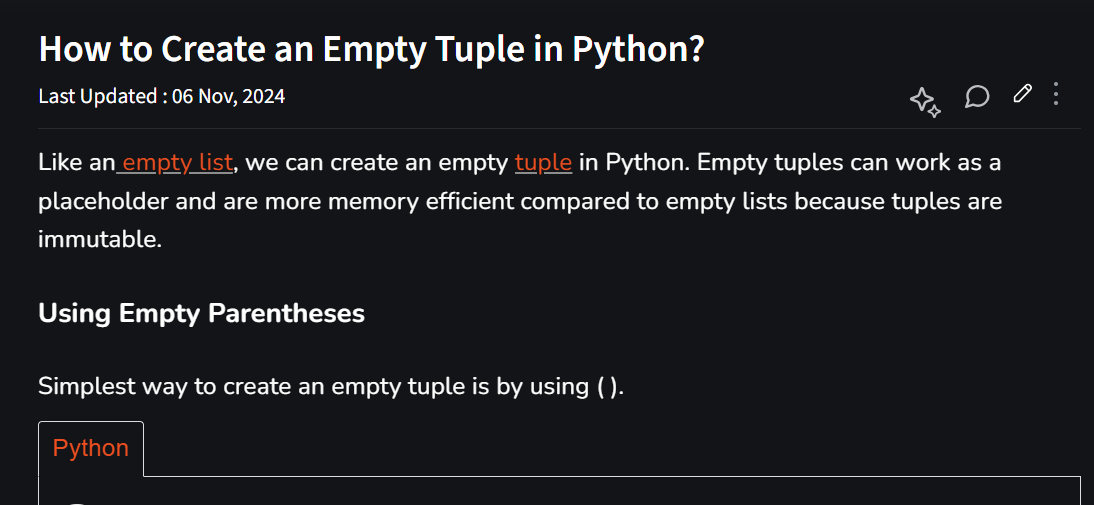 How to Create an Empty Tuple in Python?
Last Updated : 06 Nov, 2024
Like an empty list, we can create an empty tuple in Python. Empty tuples can work as a
placeholder and are more memory efficient compared to empty lists because tuples are
immutable.
Using Empty Parentheses
Simplest way to create an empty tuple is by using ( ).
Python